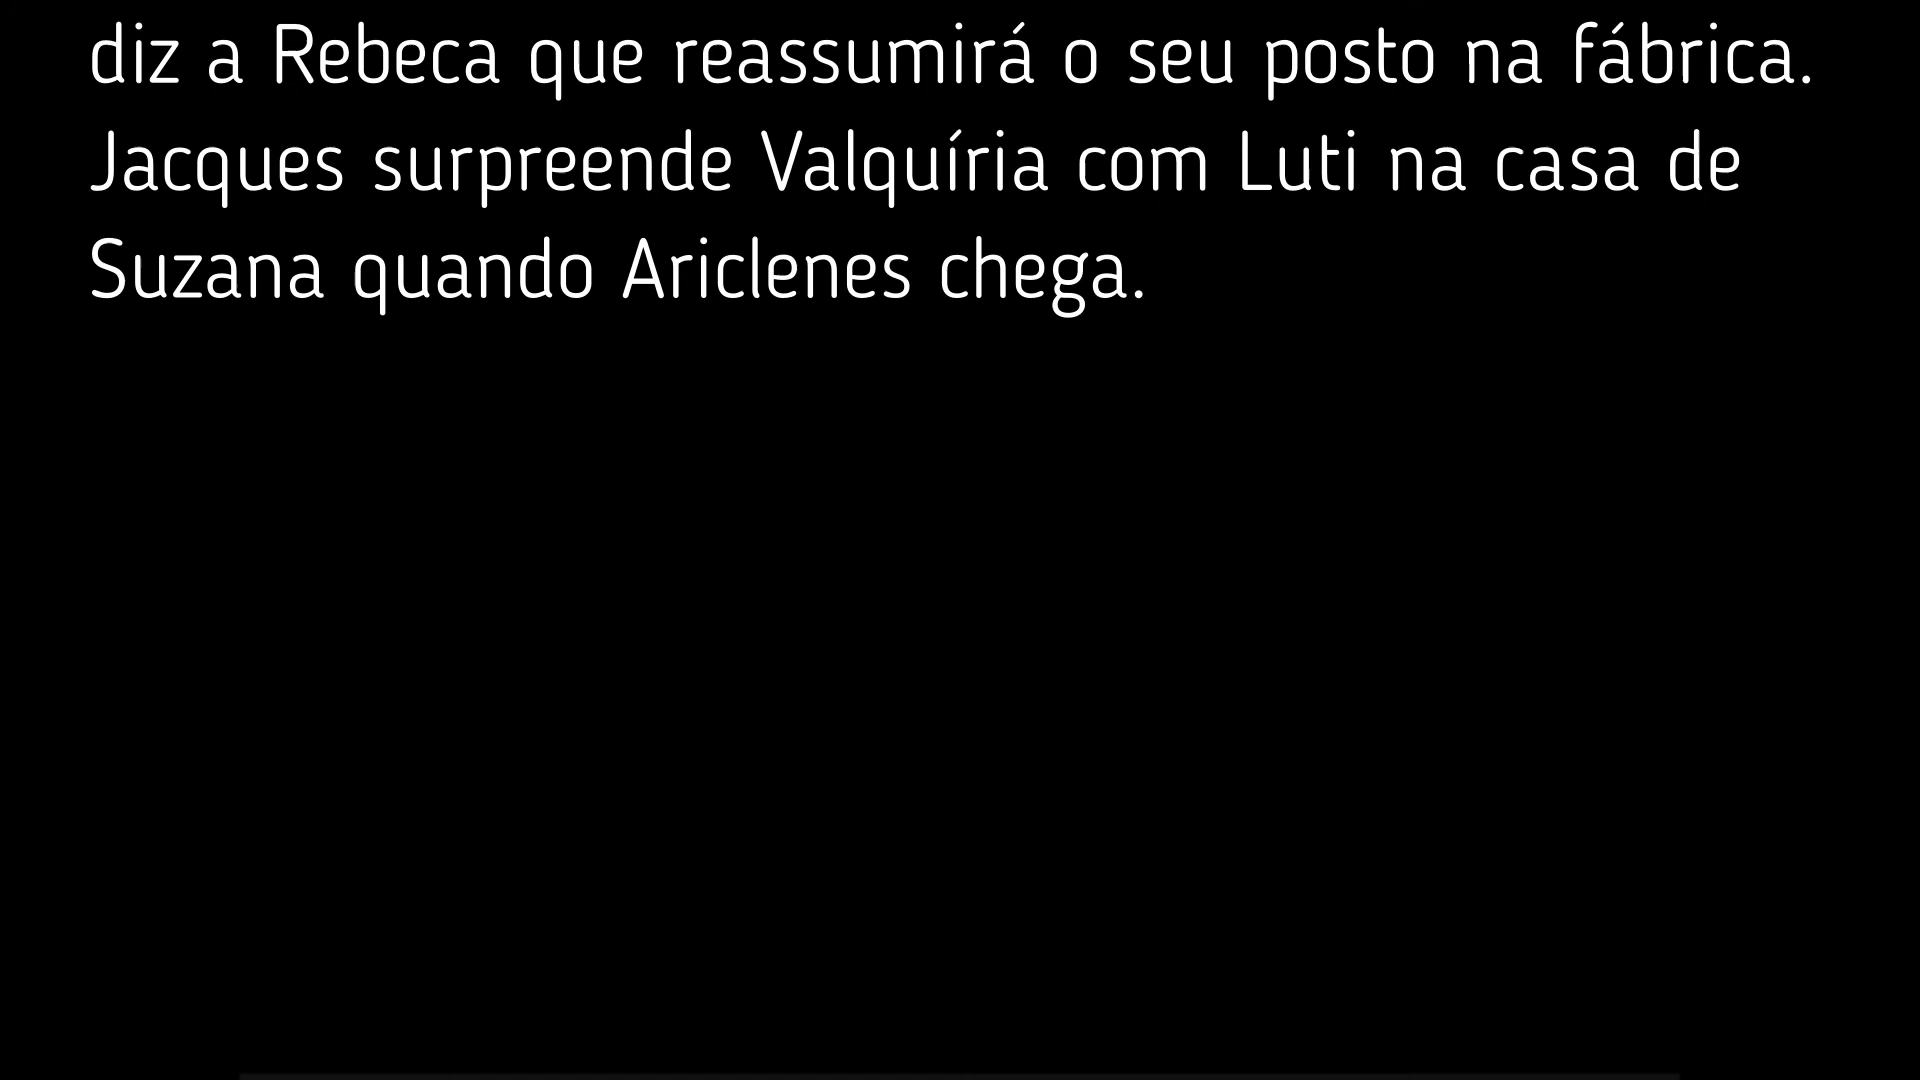 diz a Rebeca que reassumirá o seu posto na fábrica.
Jacques surpreende Valquíria com Luti na casa de
Suzana quando Ariclenes chega.